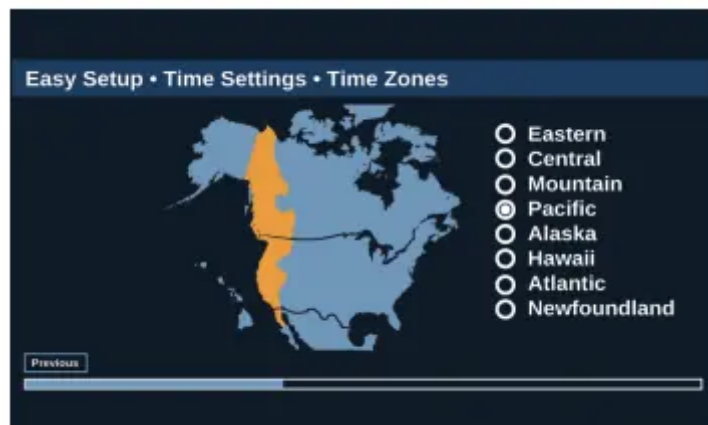 Easy Setup • Time Settings • Time Zones
Eastern
Central
Mountain
Pacific
Alaska
Hawaii
Atlantic
Newfoundland
Previous